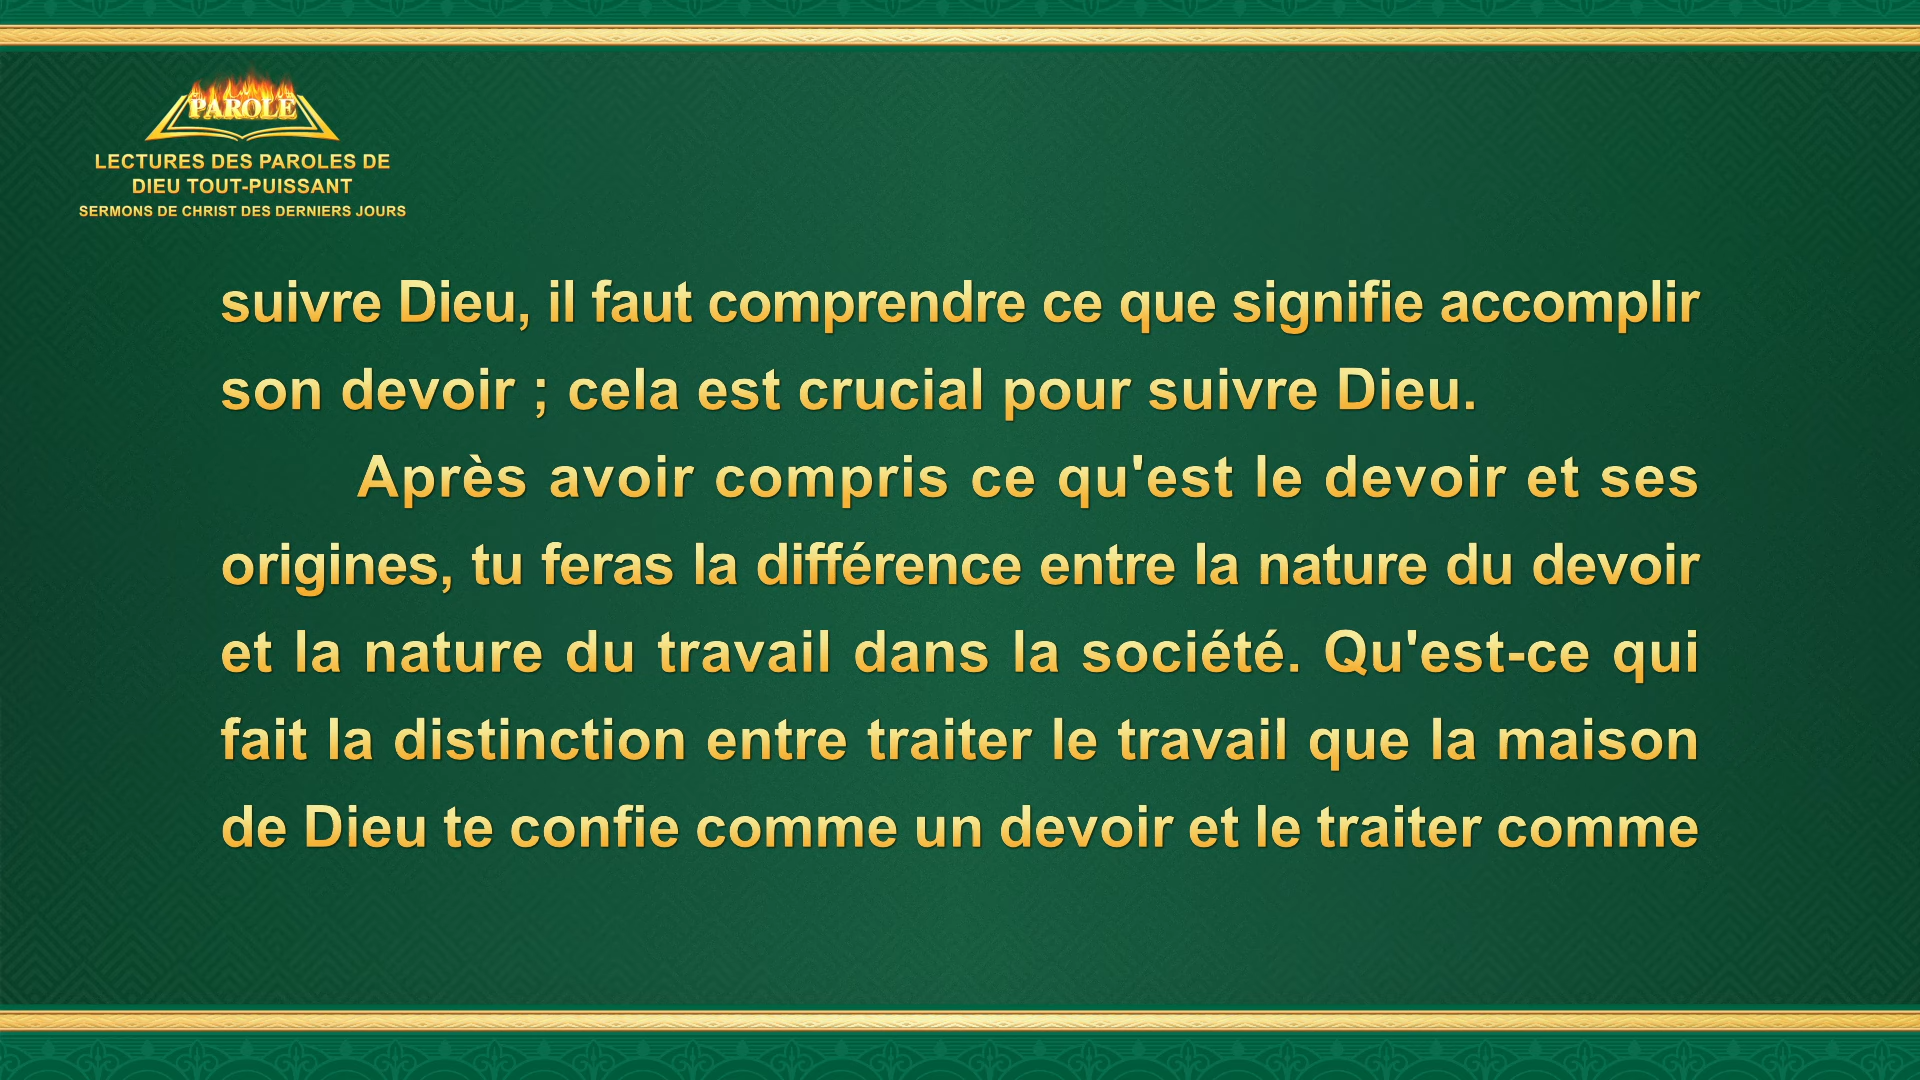 PAROLE
LECTURES DES PAROLES DE
DIEU TOUT-PUISSANT
SERMONS DE CHRIST DES DERNIERS JOURS
suivre Dieu, il faut comprendre ce que signifie accomplir
son devoir ; cela est crucial pour suivre Dieu.
Après avoir compris ce qu'est le devoir et ses
origines, tu feras la différence entre la nature du devoir
et la nature du travail dans la société. Qu'est-ce qui
fait la distinction entre traiter le travail que la maison
de Dieu te confie comme un devoir et le traiter comme